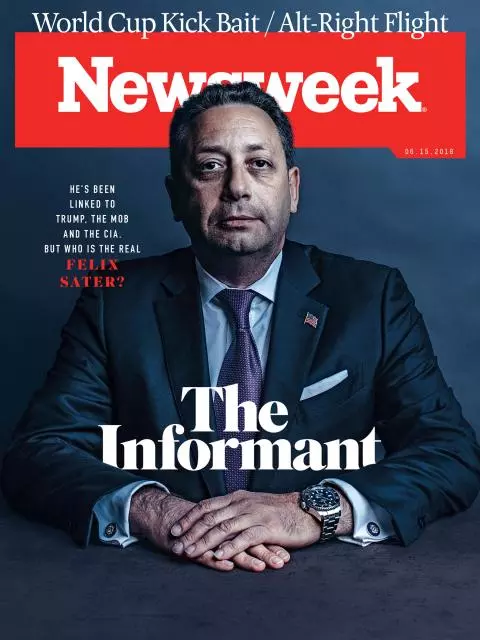 World Cup Kick Bait / Alt-Right Flight
Newsweek
06.15.2018
HE'S BEEN
LINKED TO
TRUMP, THE MOB
AND THE CIA.
BUT WHO IS THE REAL
FELIX
SATER?
The
Informant